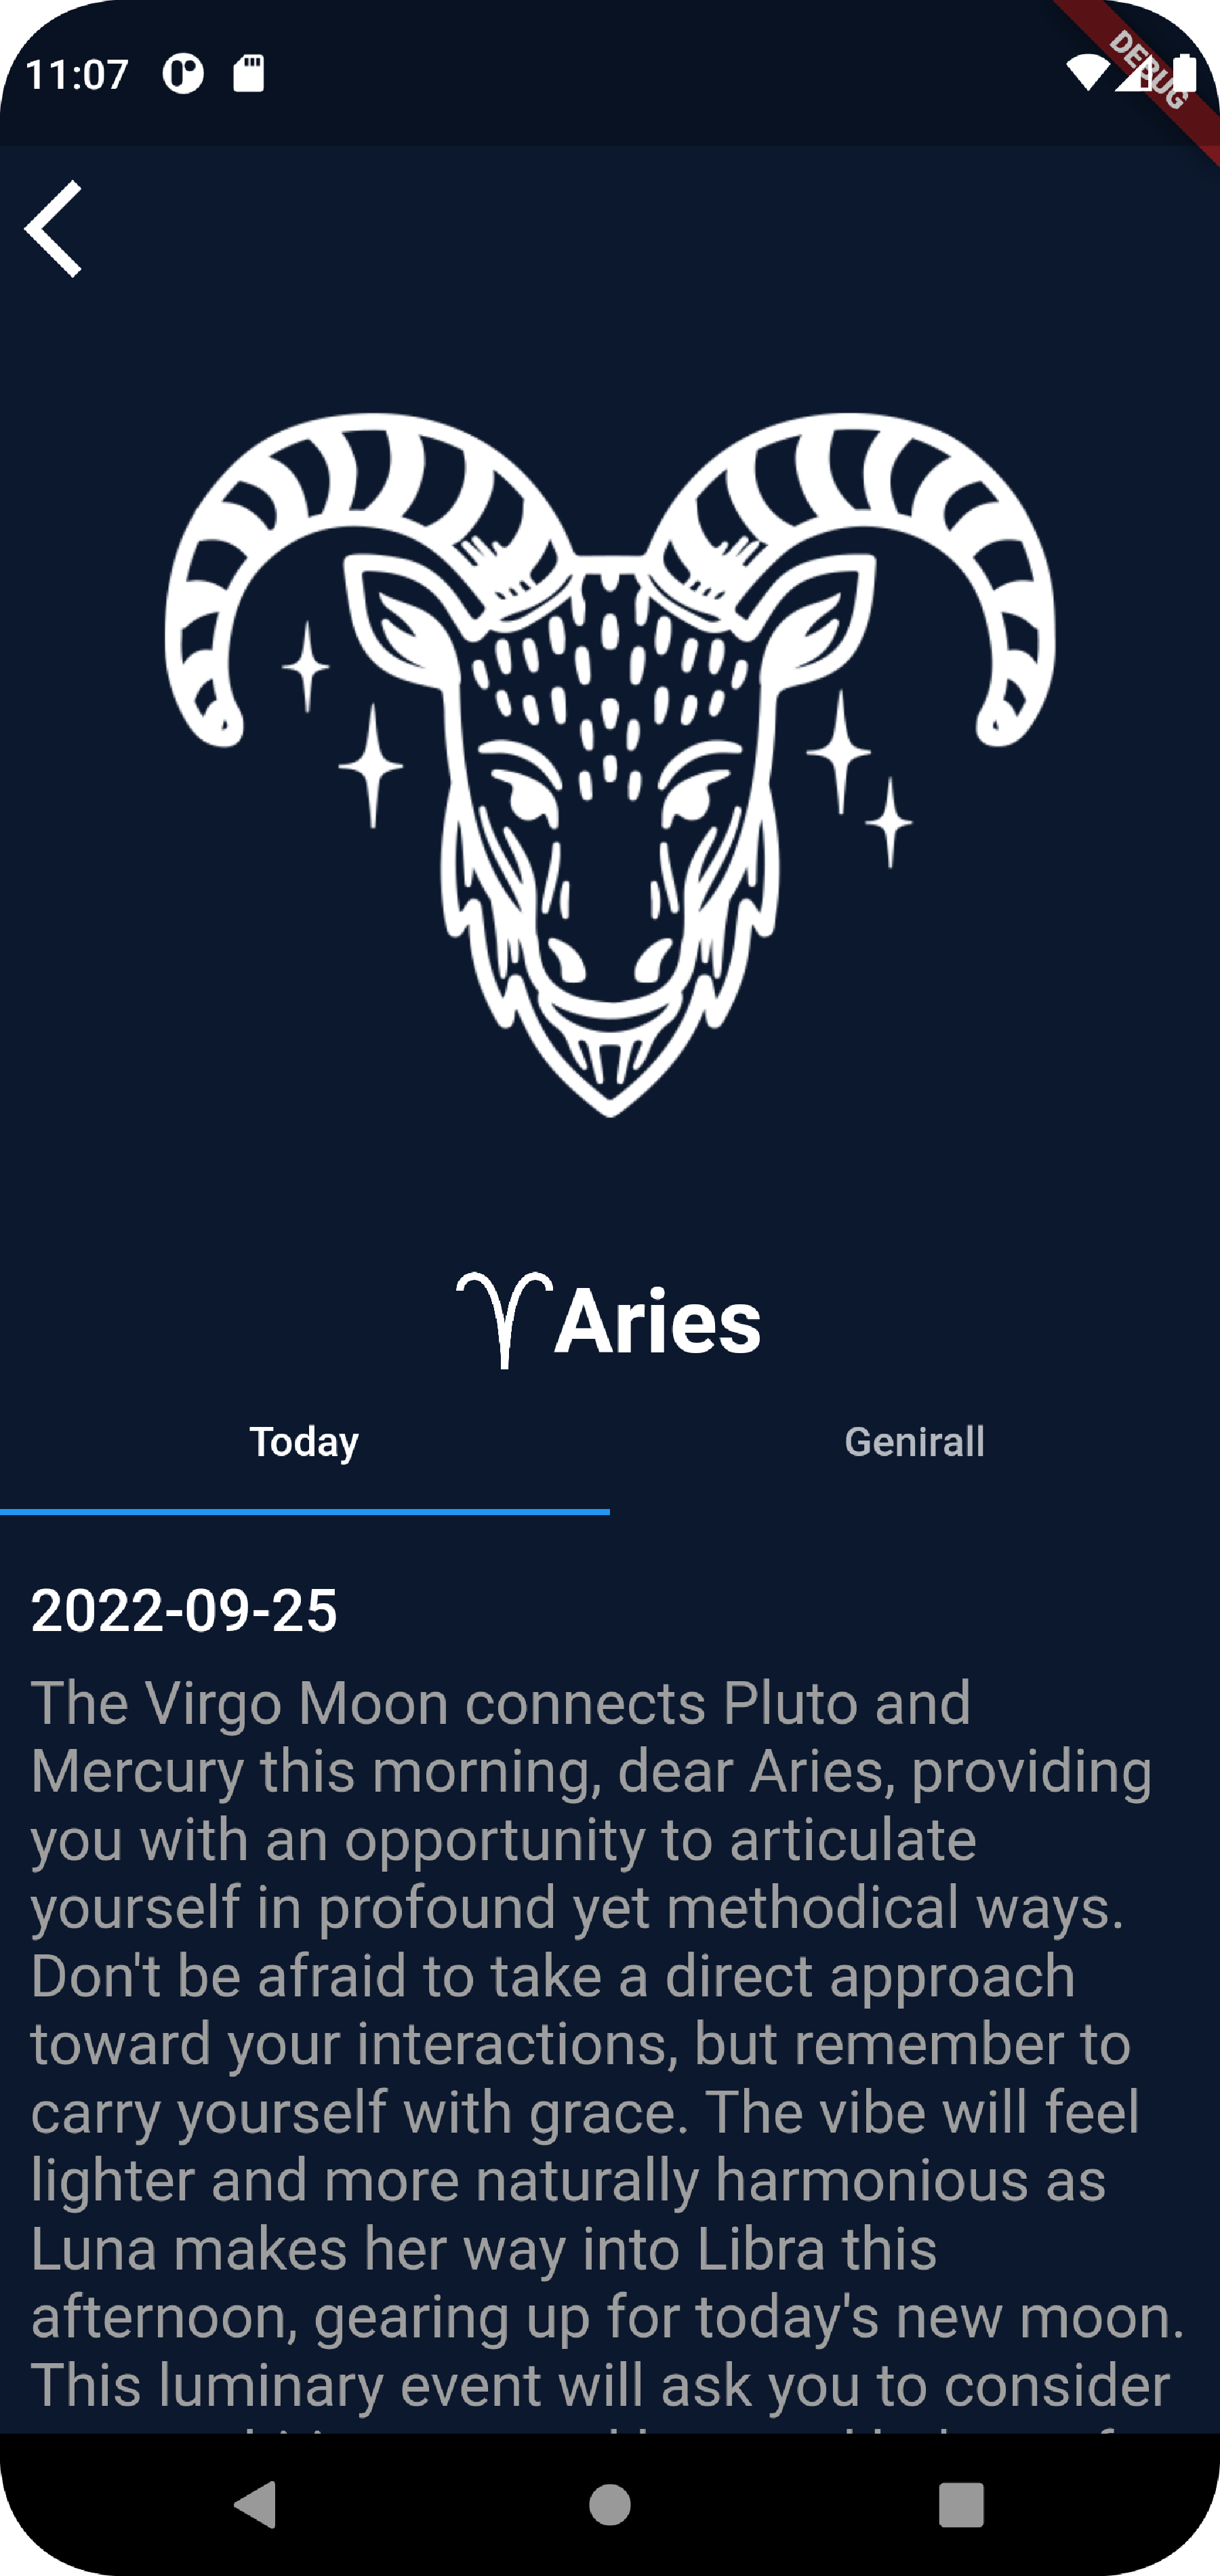 11:07
DEBUG
♈Aries
Today Genirall
2022-09-25
The Virgo Moon connects Pluto and
Mercury this morning, dear Aries, providing
you with an opportunity to articulate
yourself in profound yet methodical ways.
Don't be afraid to take a direct approach
toward your interactions, but remember to
carry yourself with grace. The vibe will feel
lighter and more naturally harmonious as
Luna makes her way into Libra this
afternoon, gearing up for today's new moon.
This luminary event will ask you to consider